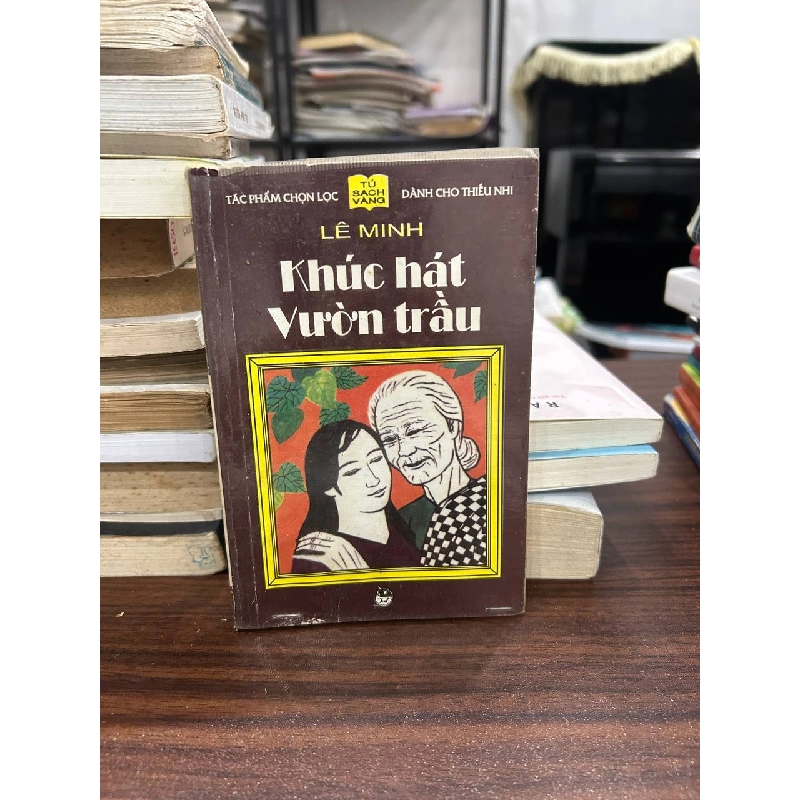 TÁC PHẨM CHỌN LỌC
TỦ
SÁCH
VÀNG
DÀNH CHO THIẾU NHI
LÊ MINH
Khúc hát
Vườn trầu